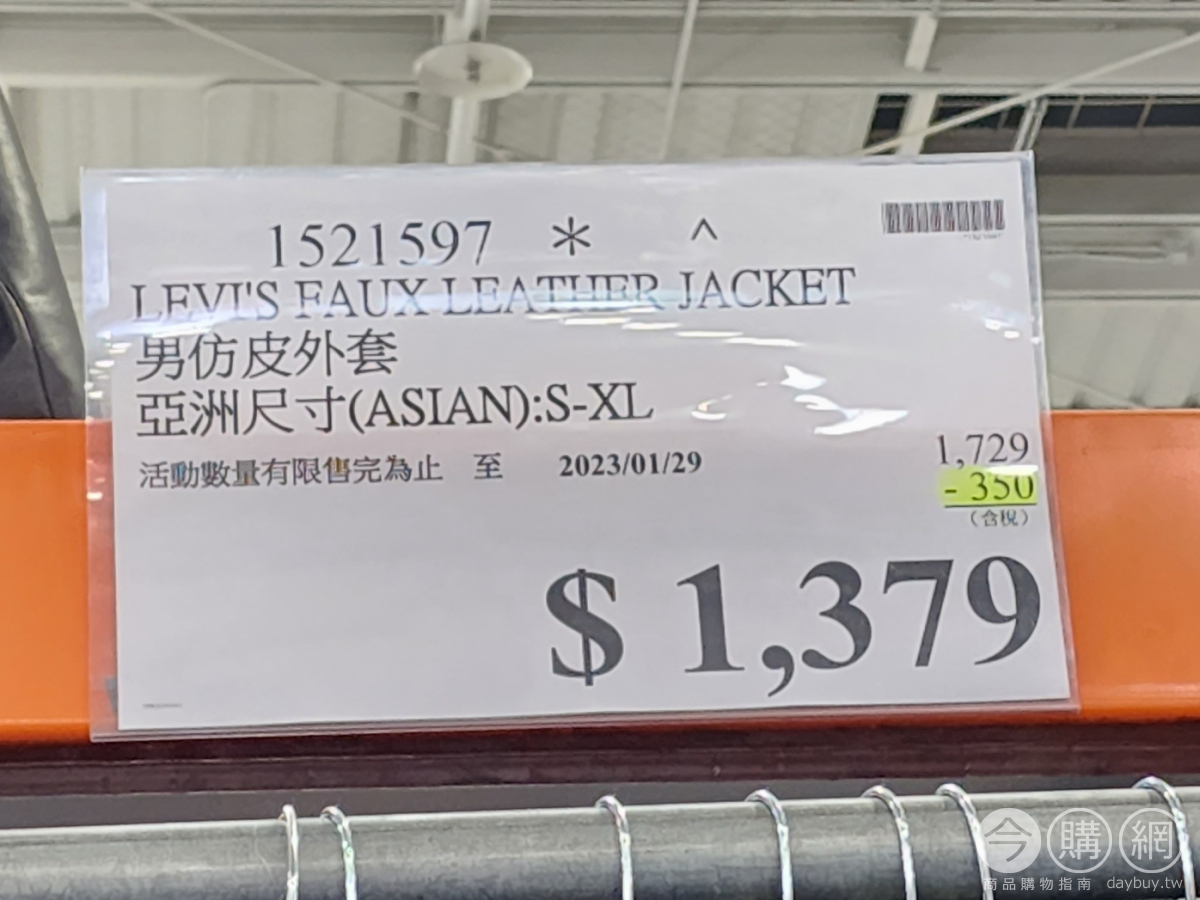 1521597 * ^
LEVI'S FAUX LEATHER JACKET
男仿皮外套
亞洲尺寸(ASIAN):S-XL
活動數量有限售完為止 至 2023/01/29
1,729
- 350
(含稅)
$ 1,379
今購網
商品購物指南 daybuy.tw